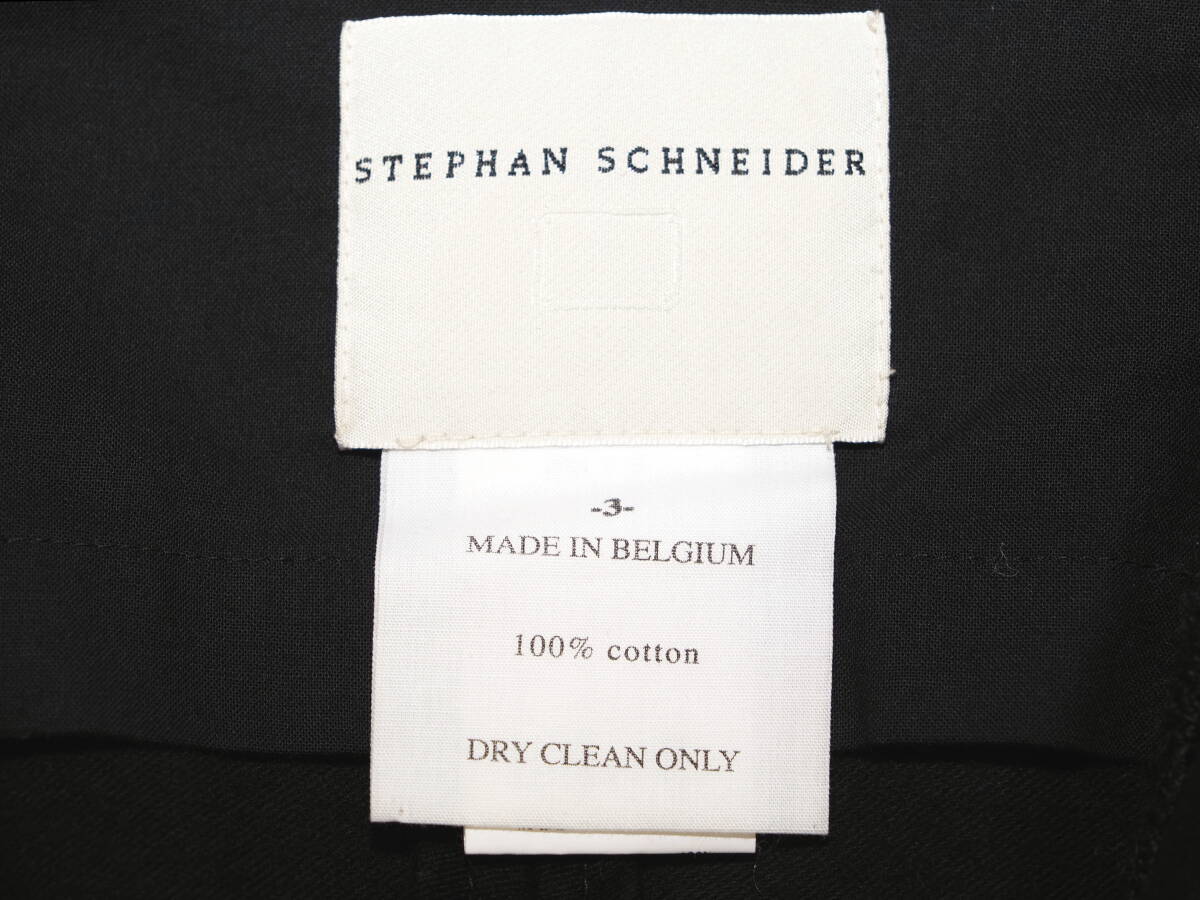 STEPHAN SCHNEIDER
-3-
MADE IN BELGIUM
100% cotton
DRY CLEAN ONLY